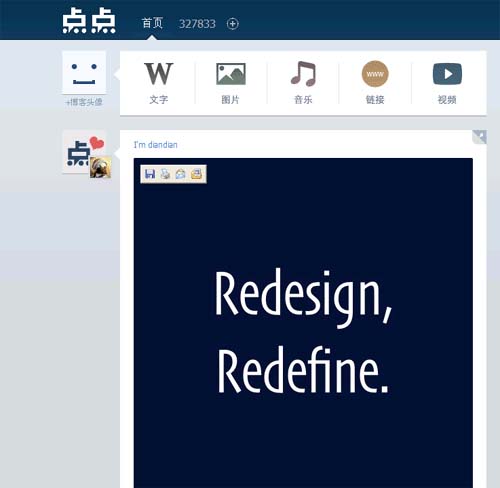 点点
首页 327833
W
www
文字 图片 音乐 链接 视频
+博客头像
点
I'm diandian
Redesign,
Redefine.